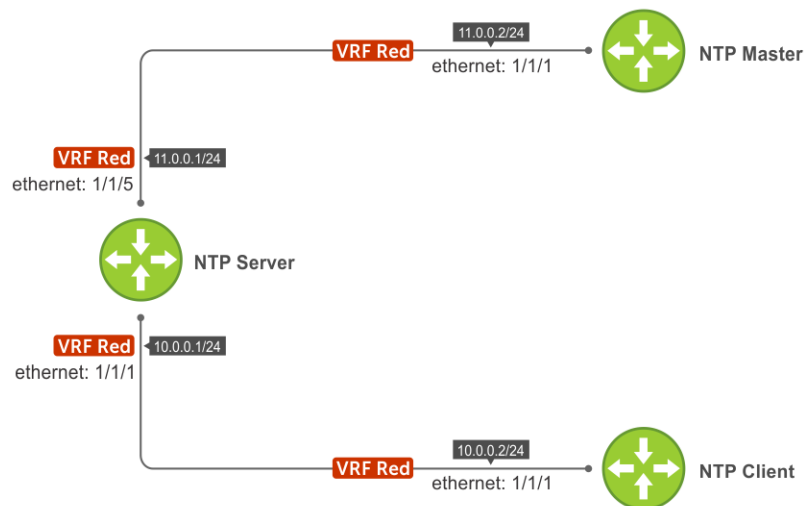 11.0.0.2/24
VRF Red
ethernet: 1/1/1
NTP Master
VRF Red
11.0.0.1/24
ethernet: 1/1/5
NTP Server
VRF Red
10.0.0.1/24
ethernet: 1/1/1
10.0.0.2/24
VRF Red
ethernet: 1/1/1
NTP Client